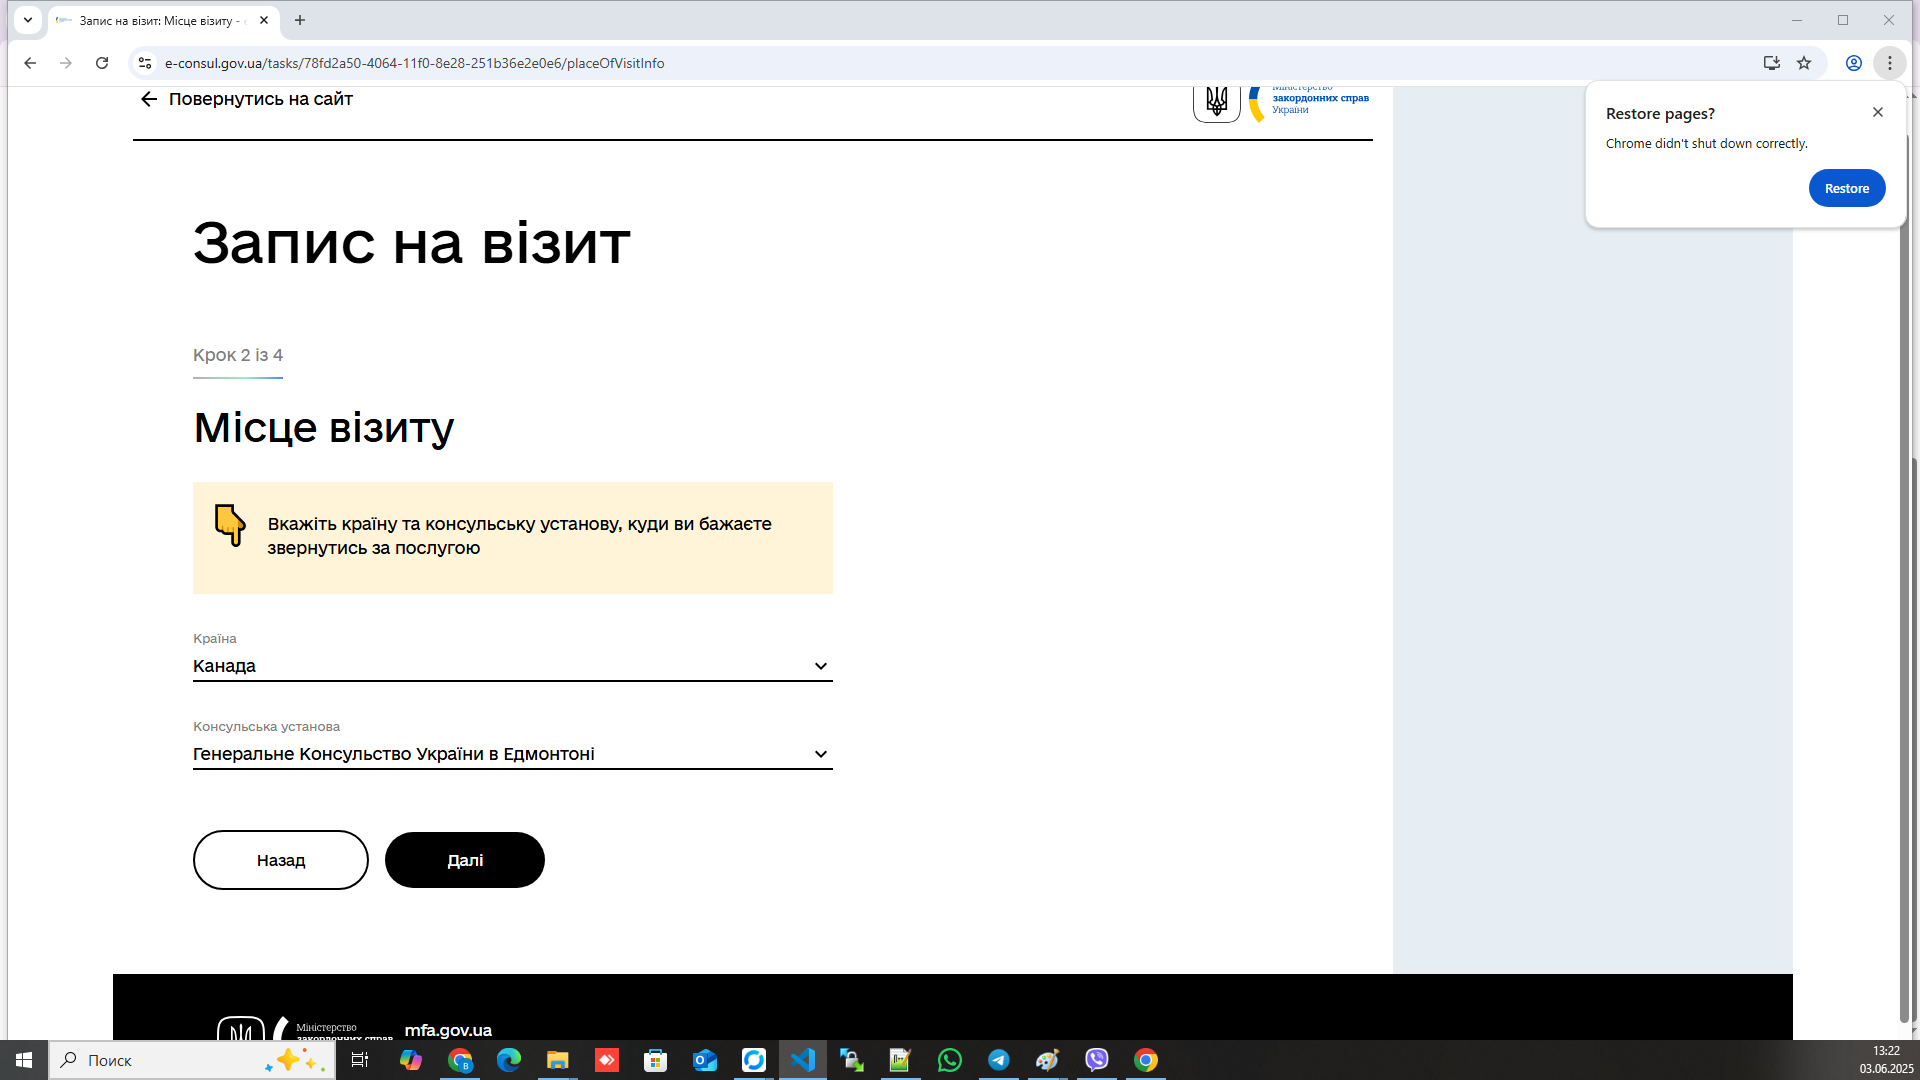 Запис на візит: Місце візиту -
e-consul.gov.ua/tasks/78fd2a50-4064-11f0-8e28-251b36e2e0e6/placeOfVisitInfo
Restore pages?
Chrome didn't shut down correctly.
Restore
Повернутись на сайт
Міністерство
закордонних справ
України
Запис на візит
Крок 2 із 4
Місце візиту
Вкажіть країну та консульську установу, куди ви бажаєте
звернутись за послугою
Країна
Канада
Консульська установа
Генеральне Консульство України в Едмонтоні
Назад
Далі
Міністерство
закордонних справ
mfa.gov.ua
Поиск
13:22
03.06.2025